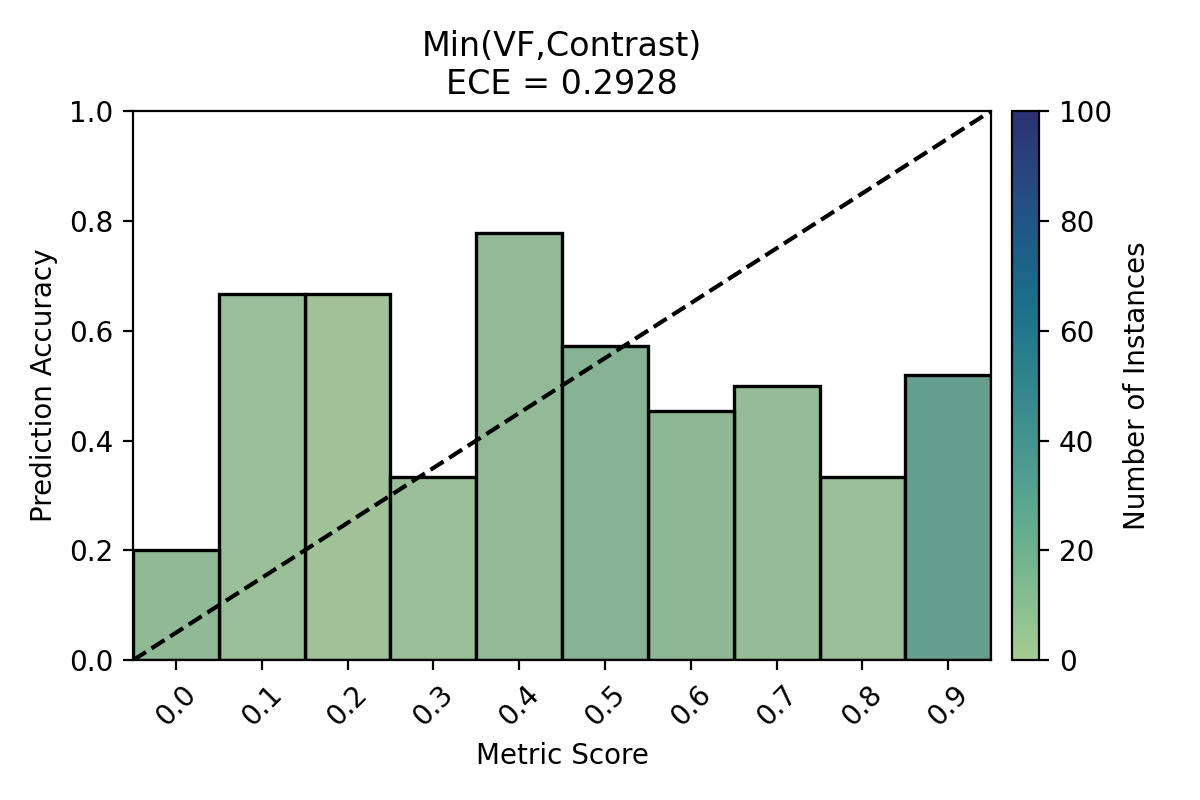 Min(VF,Contrast)
ECE = 0.2928
1.0
0.8
0.6
0.4
0.2
0.0
Prediction Accuracy
0.0 0.1 0.2 0.3 0.4 0.5 0.6 0.7 0.8 0.9
Metric Score
100
80
60
40
20
0
Number of Instances